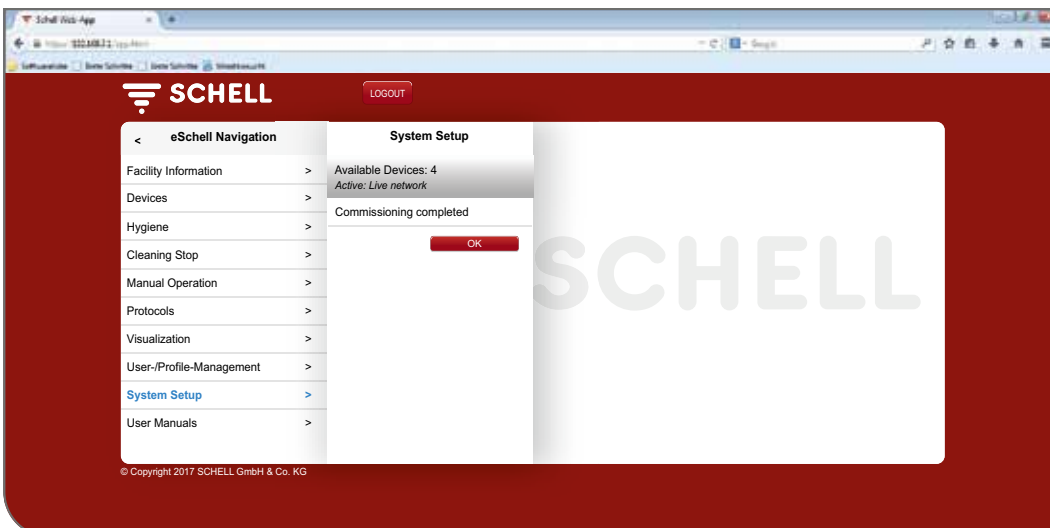 Schell Web-App
SCHELL
LOGOUT
< eSchell Navigation
Facility Information >
Devices >
Hygiene >
Cleaning Stop >
Manual Operation >
Protocols >
Visualization >
User-/Profile-Management >
System Setup >
User Manuals >
System Setup
Available Devices: 4
Active: Live network
Commissioning completed
OK
SCHELL
© Copyright 2017 SCHELL GmbH & Co. KG